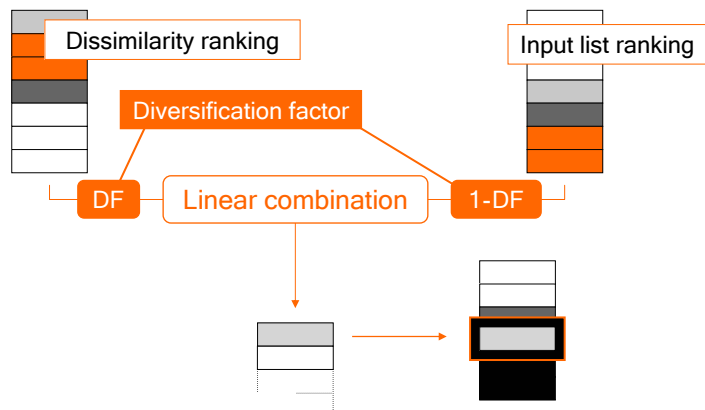 Dissimilarity ranking
Input list ranking
Diversification factor
DF
Linear combination
1-DF